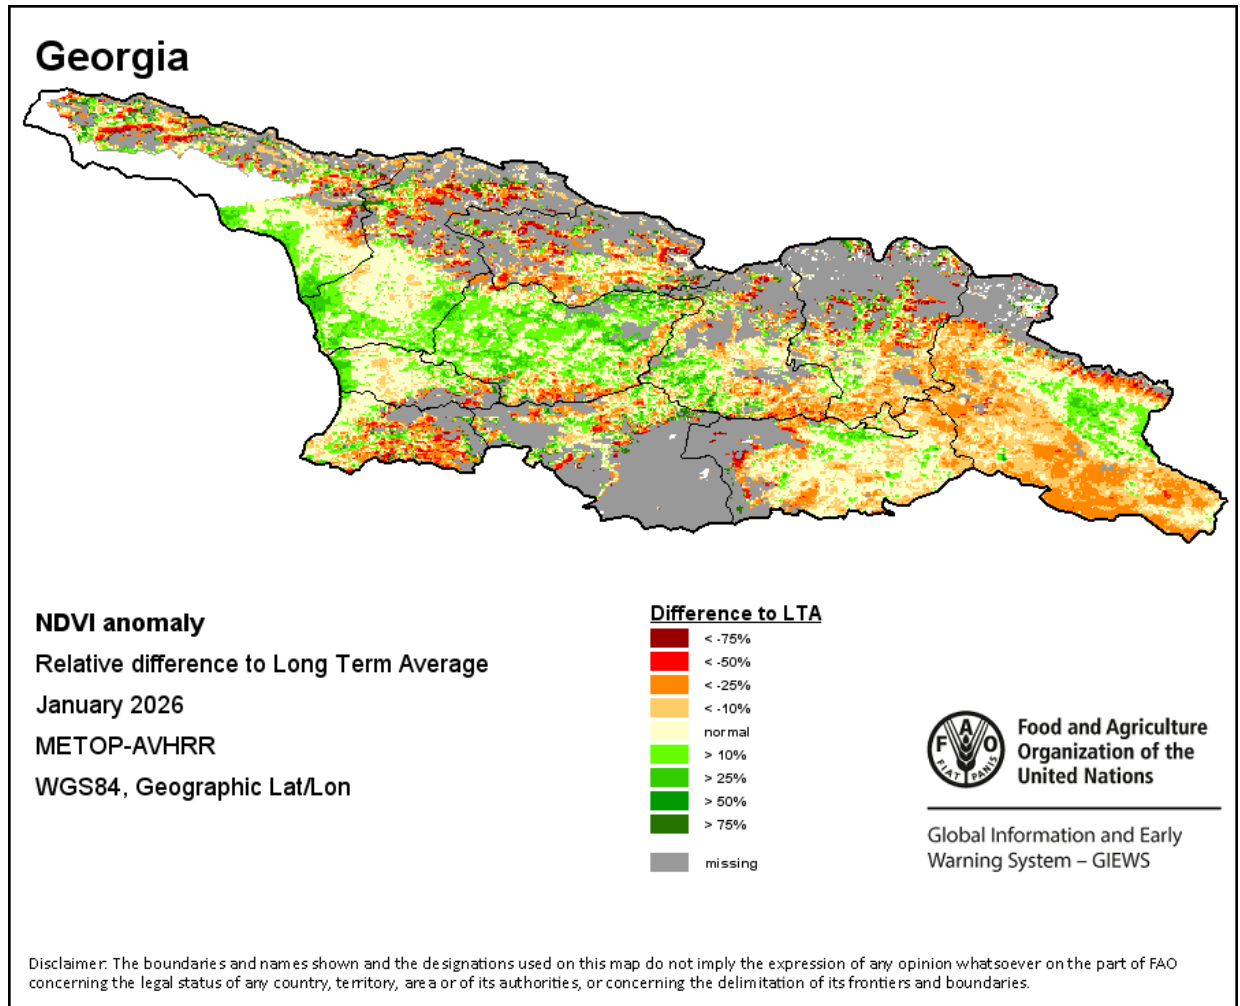 Georgia
NDVI anomaly
Relative difference to Long Term Average
January 2026
METOP-AVHRR
WGS84, Geographic Lat/Lon
Difference to LTA
< -75%
< -50%
< -25%
< -10%
normal
> 10%
> 25%
> 50%
> 75%
missing
F A O
FIAT PANIS
Food and Agriculture
Organization of the
United Nations
Global Information and Early
Warning System – GIEWS
Disclaimer: The boundaries and names shown and the designations used on this map do not imply the expression of any opinion whatsoever on the part of FAO
concerning the legal status of any country, territory, area or of its authorities, or concerning the delimitation of its frontiers and boundaries.